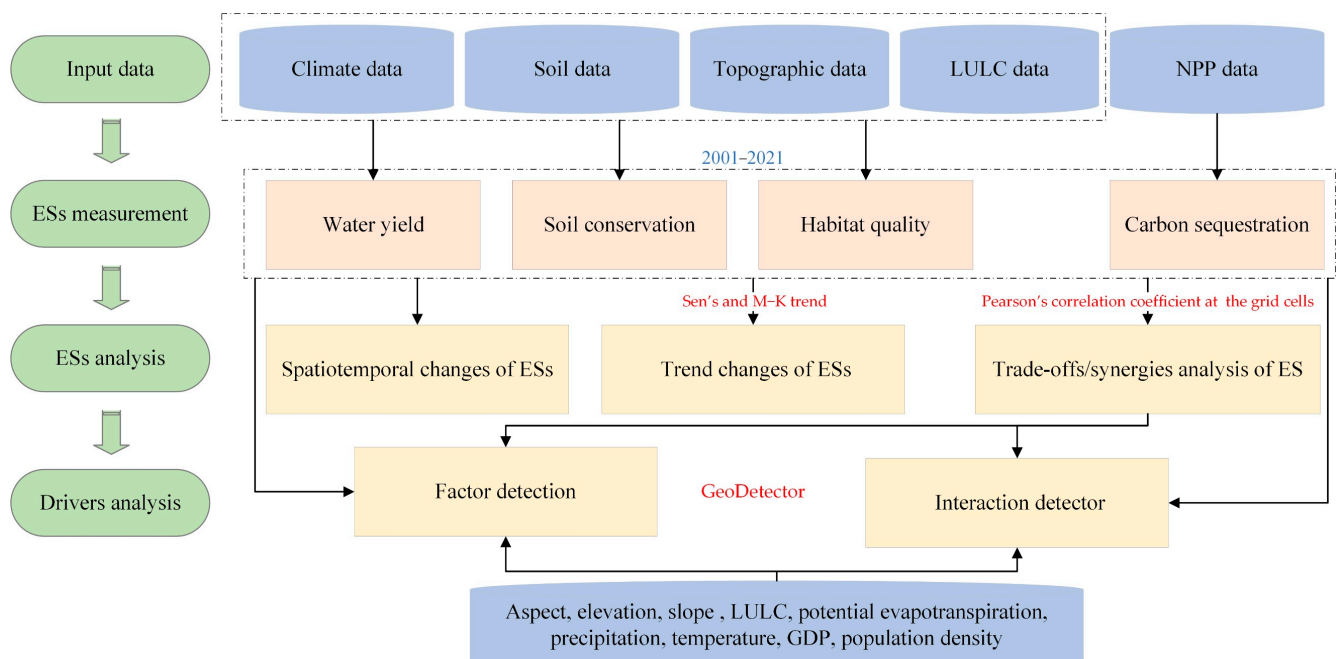 Input data
Climate data
Soil data
Topographic data
LULC data
NPP data
2001–2021
ESs measurement
Water yield
Soil conservation
Habitat quality
Carbon sequestration
Sen's and M−K trend
Pearson's correlation coefficient at the grid cells
ESs analysis
Spatiotemporal changes of ESs
Trend changes of ESs
Trade-offs/synergies analysis of ES
Drivers analysis
Factor detection
GeoDetector
Interaction detector
Aspect, elevation, slope , LULC, potential evapotranspiration,
precipitation, temperature, GDP, population density